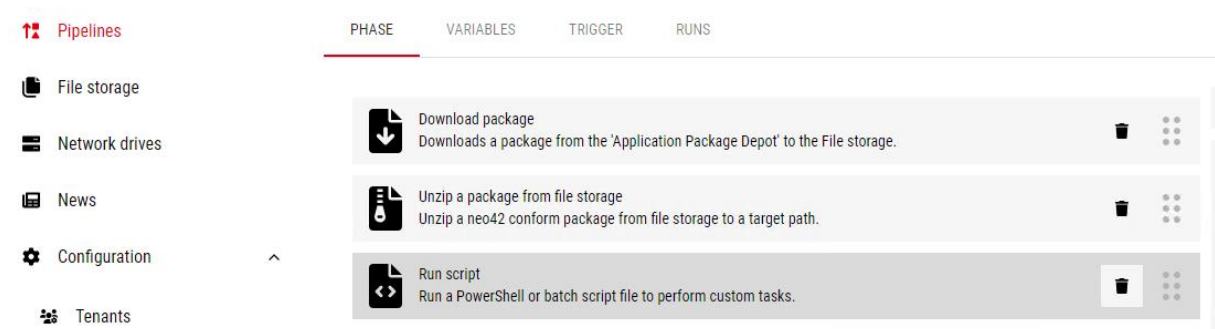 Pipelines
File storage
Network drives
News
Configuration
Tenants
PHASE VARIABLES TRIGGER RUNS
Download package
Downloads a package from the 'Application Package Depot' to the File storage.
Unzip a package from file storage
Unzip a neo42 conform package from file storage to a target path.
Run script
Run a PowerShell or batch script file to perform custom tasks.